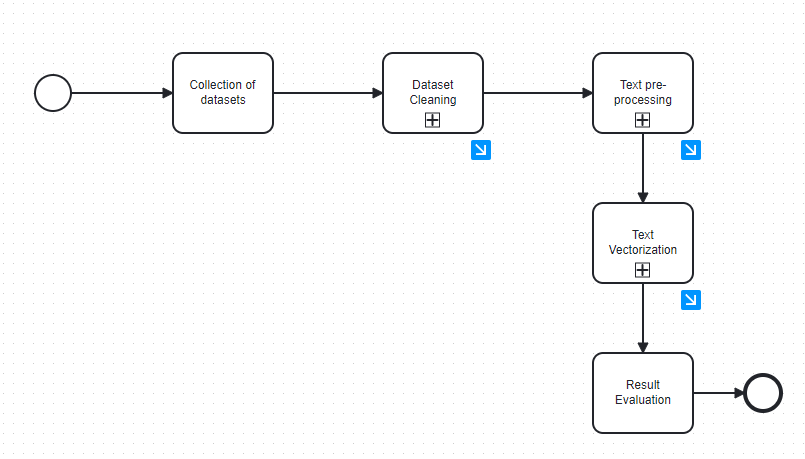 Collection of
datasets
Dataset
Cleaning
Text pre-
processing
Text
Vectorization
Result
Evaluation